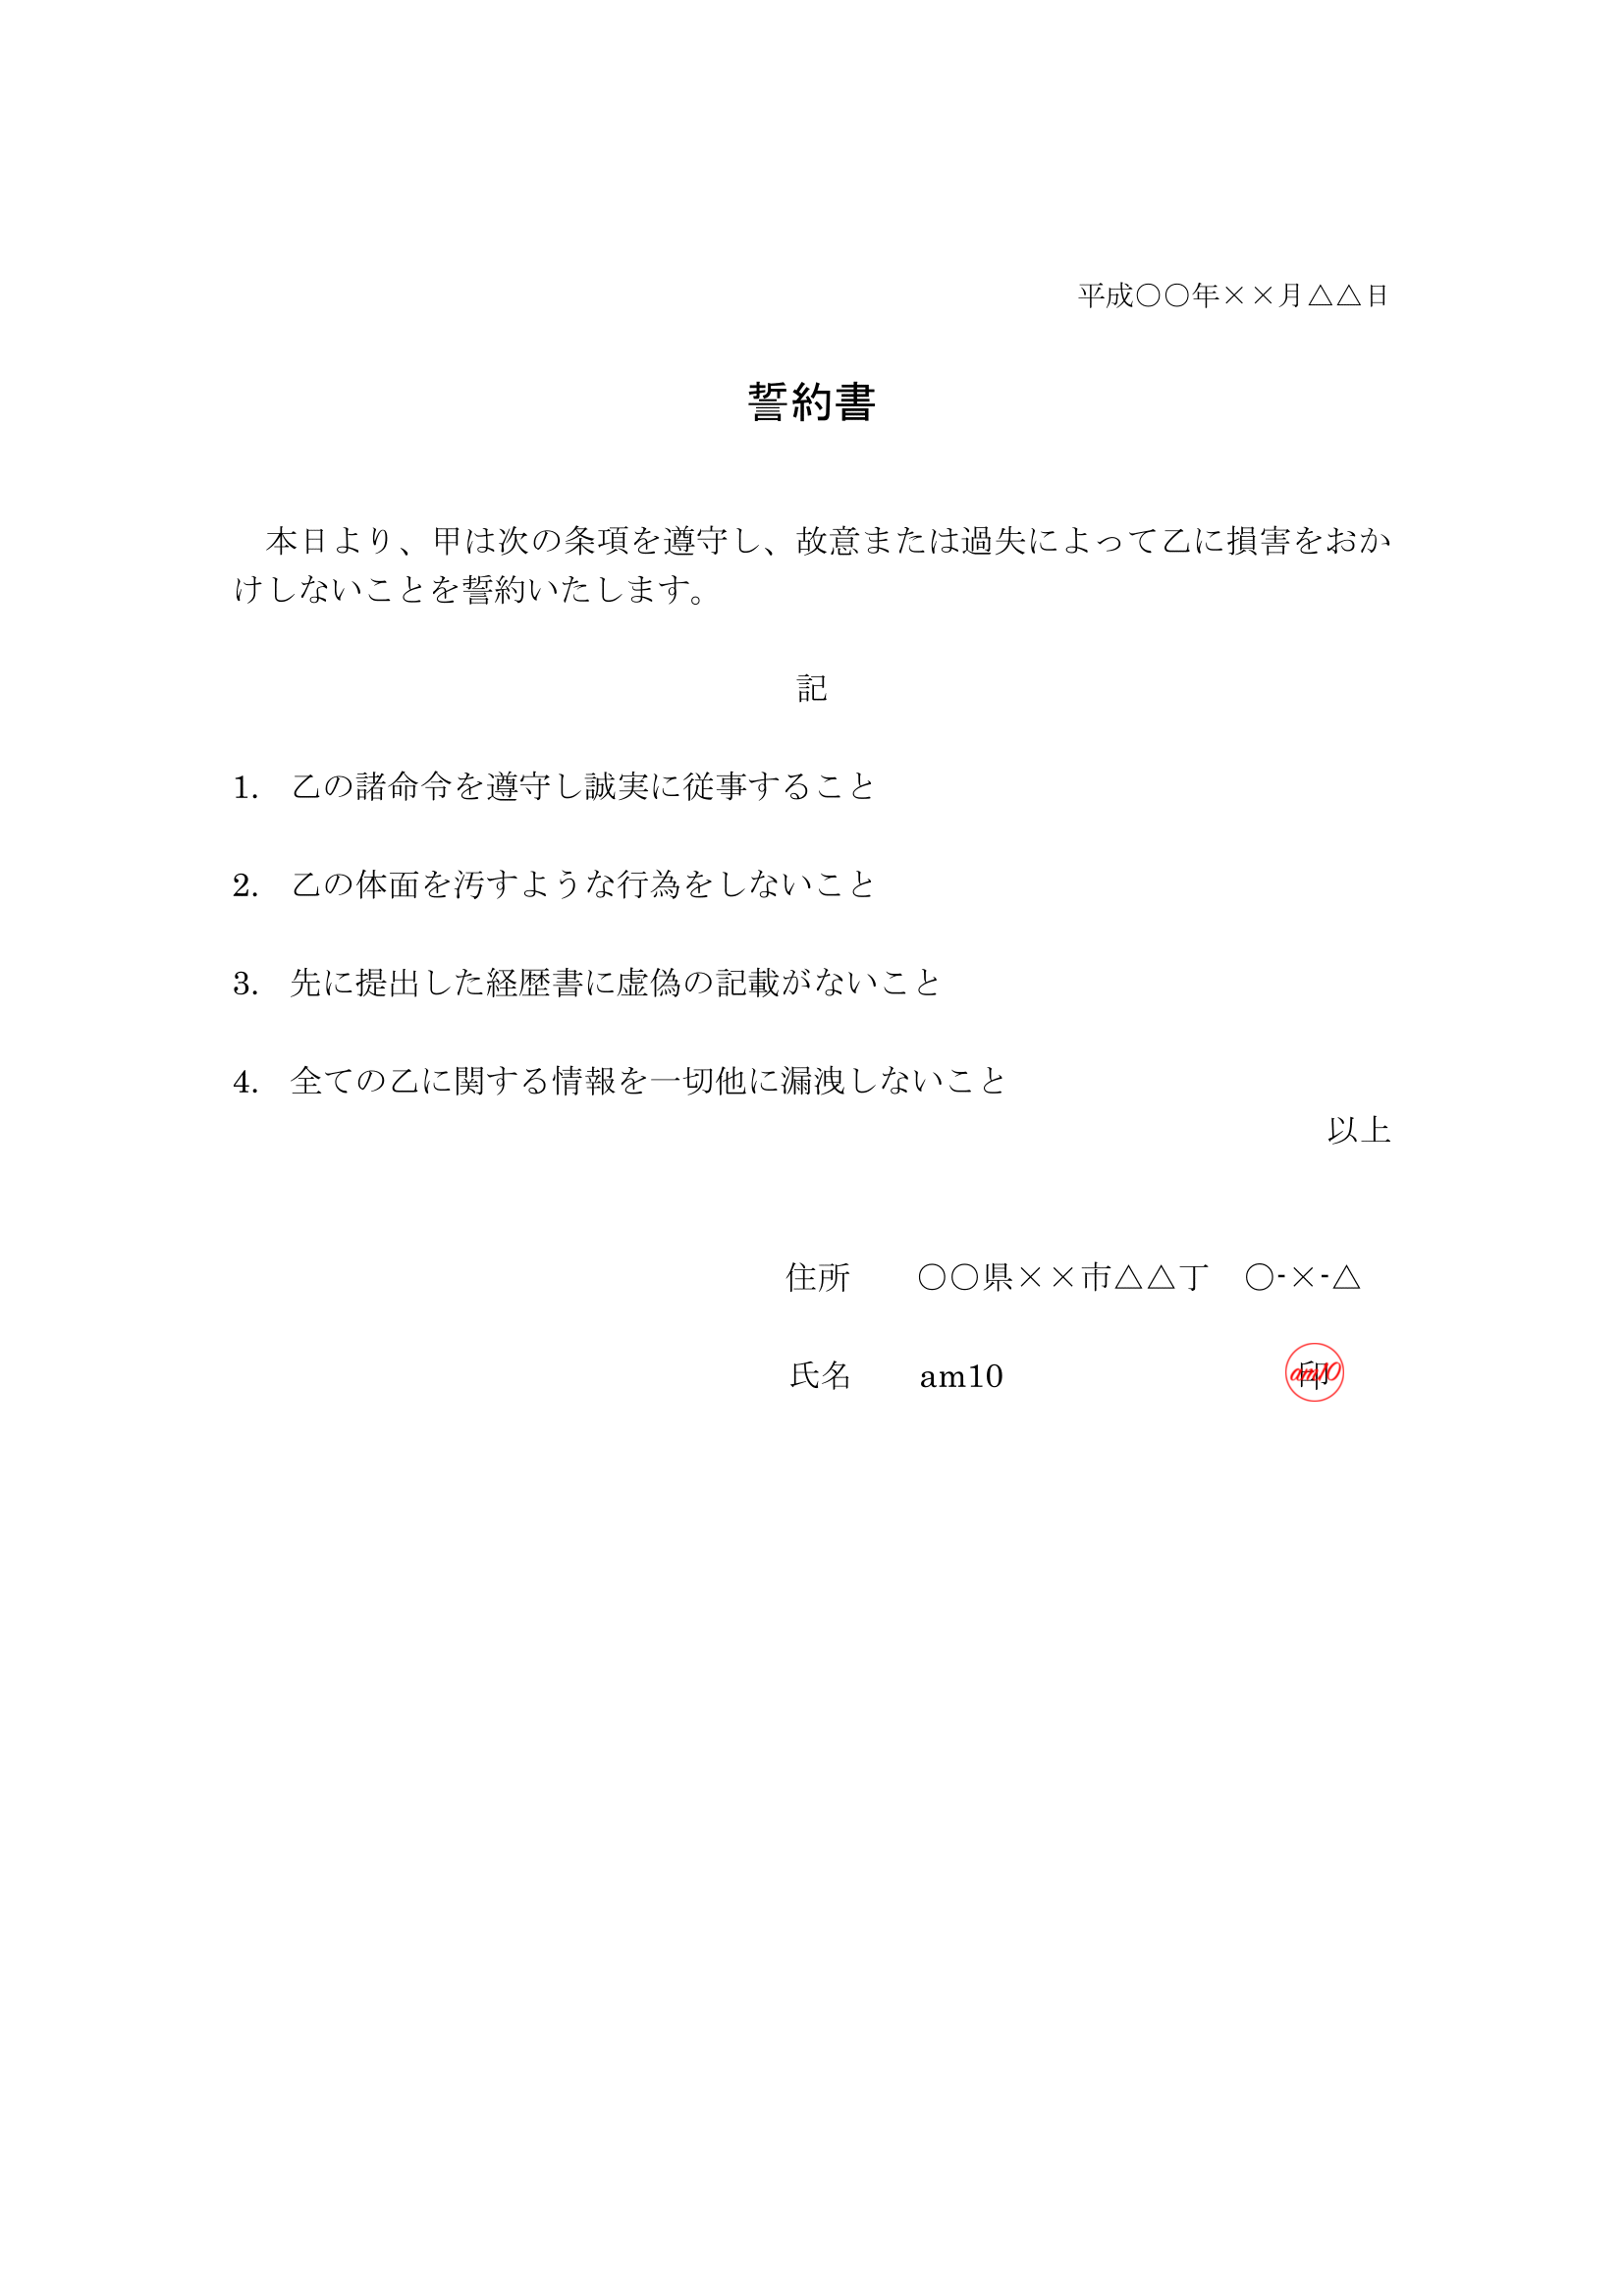 平成〇〇年××月△△日
誓約書
　本日より、甲は次の条項を遵守し、故意または過失によって乙に損害をおか
けしないことを誓約いたします。
記
1.　乙の諸命令を遵守し誠実に従事すること
2.　乙の体面を汚すような行為をしないこと
3.　先に提出した経歴書に虚偽の記載がないこと
4.　全ての乙に関する情報を一切他に漏洩しないこと
以上
住所　　〇〇県××市△△丁　〇-×-△
氏名　　am10　　印 am10